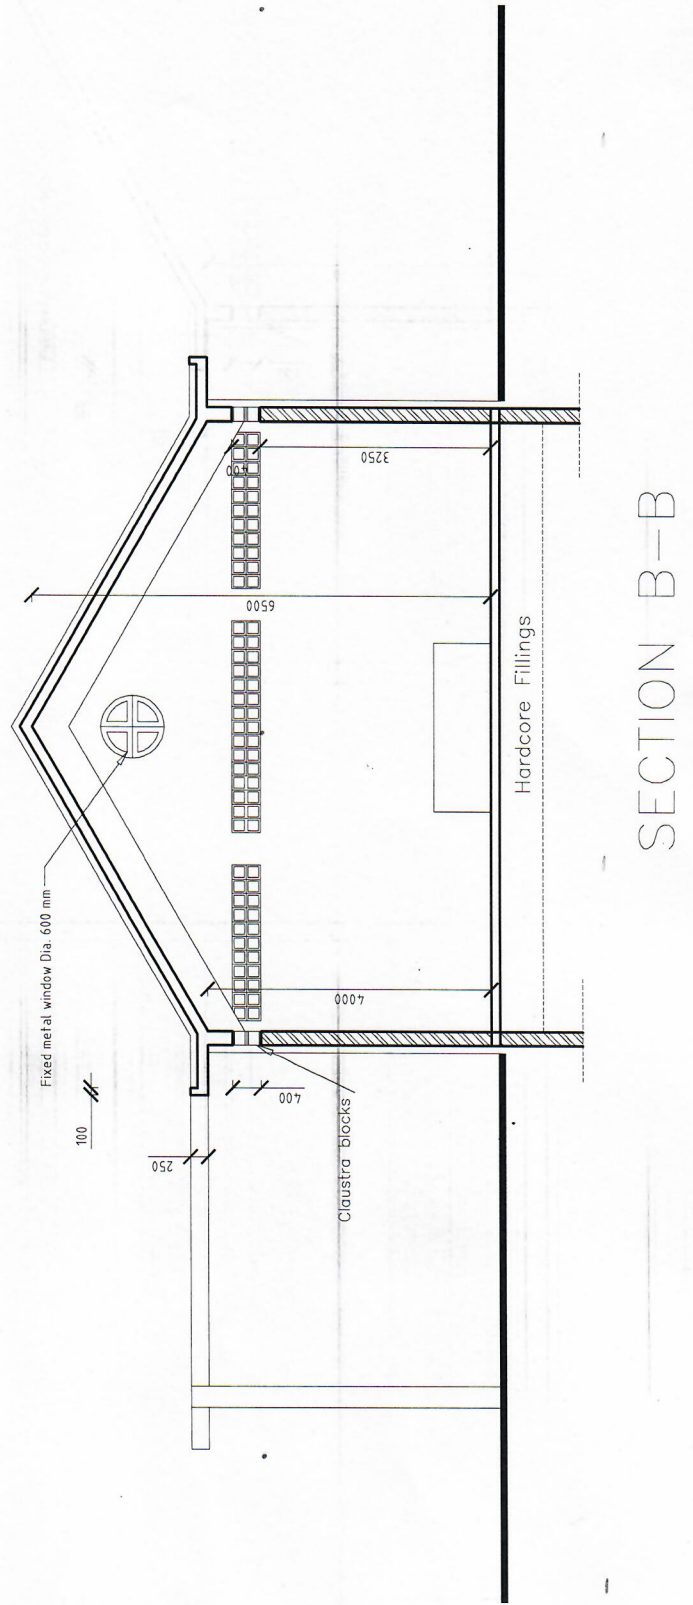 Fixed metal window Dia. 600 mm
100
250
400
Claustra blocks
4000
6500
400
3250
Hardcore Fillings
SECTION B-B